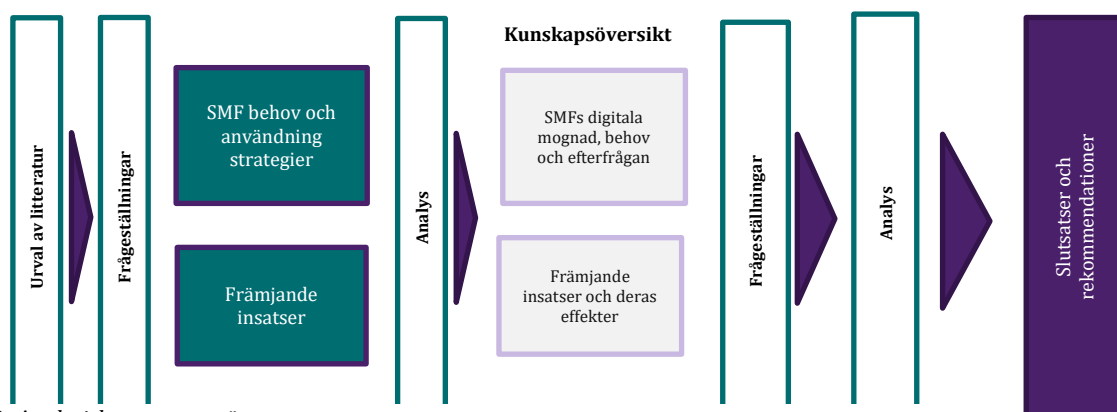 Urval av litteratur
Frågeställningar
SMF behov och
användning
strategier
Främjande
insatser
Analys
Kunskapsöversikt
SMFs digitala
mognad, behov
och efterfrågan
Främjande
insatser och deras
effekter
Frågeställningar
Analys
Slutsatser och
rekommendationer